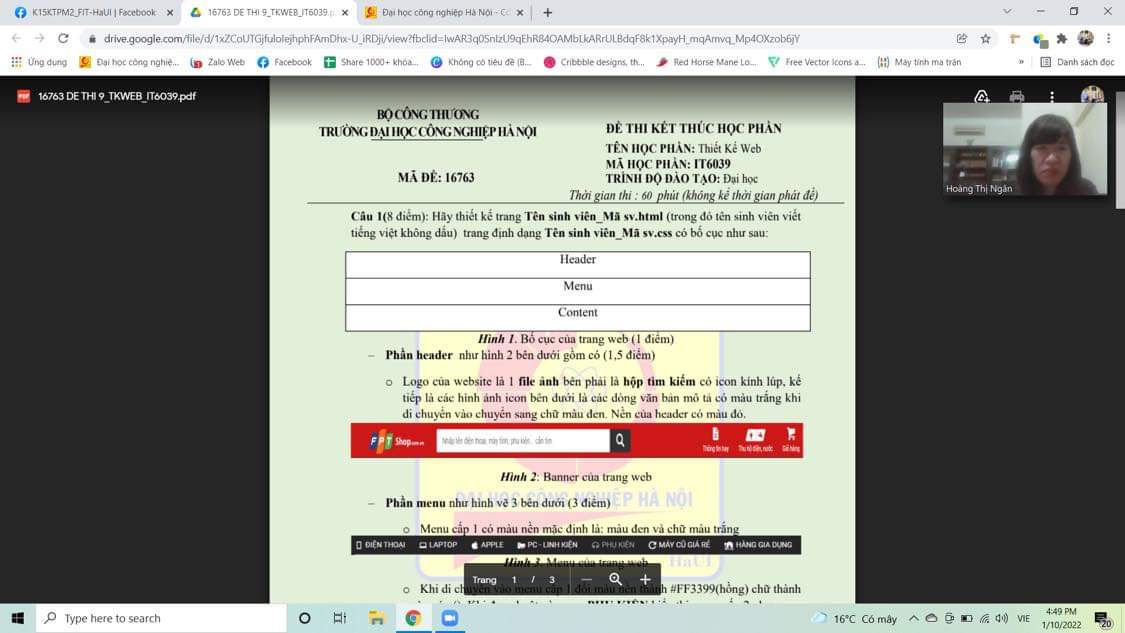 K15KTPM2_FIT-HaUI | Facebook
16763 DE THI 9_TKWEB_IT6039.p
Đại học công nghiệp Hà Nội - Cổ
drive.google.com/file/d/1xZCoUTGjfuloIejhphFAmDhx-U_iRDji/view?fbclid=IwAR3q0SnIzU9qEhR84OAMbLkARrULBdqF8k1XpayH_mqAmvq_Mp4OXzob6jY
Ứng dụng Đại học công nghiệ... Zalo Web Facebook Share 1000+ khóa... Không có tiêu đề (B... Cribbble designs, th... Red Horse Mane Lo... Free Vector Icons a... Máy tính ma trận » Danh sách đọc
PDF 16763 DE THI 9_TKWEB_IT6039.pdf
BỘ CÔNG THƯƠNG
TRƯỜNG ĐẠI HỌC CÔNG NGHIỆP HÀ NỘI
MÃ ĐỀ: 16763
ĐỀ THI KẾT THÚC HỌC PHẦN
TÊN HỌC PHẦN: Thiết Kế Web
MÃ HỌC PHẦN: IT6039
TRÌNH ĐỘ ĐÀO TẠO: Đại học
Thời gian thi : 60 phút (không kể thời gian phát đề)
Hoàng Thị Ngần
Câu 1(8 điểm): Hãy thiết kế trang Tên sinh viên_Mã sv.html (trong đó tên sinh viên viết
tiếng việt không dấu) trang định dạng Tên sinh viên_Mã sv.css có bố cục như sau:
Header
Menu
Content
Hình 1. Bố cục của trang web (1 điểm)
– Phần header như hình 2 bên dưới gồm có (1,5 điểm)
o Logo của website là 1 file ảnh bên phải là hộp tìm kiếm có icon kính lúp, kế
tiếp là các hình ảnh icon bên dưới là các dòng văn bản mô tả có màu trắng khi
di chuyển vào chuyển sang chữ màu đen. Nền của header có màu đỏ.
FPT Shop.com.vn Nhập tên điện thoại, máy tính, phụ kiện... cần tìm Thông tin hay Thu hộ điện, nước Giỏ hàng
Hình 2: Banner của trang web
ĐẠI HỌC CÔNG NGHIỆP HÀ NỘI
– Phần menu như hình vẽ 3 bên dưới (3 điểm)
o Menu cấp 1 có màu nền mặc định là: màu đen và chữ màu trắng
ĐIỆN THOẠI LAPTOP APPLE PC - LINH KIỆN PHỤ KIỆN MÁY CŨ GIÁ RẺ HÀNG GIA DỤNG
Hình 3. Menu của trang web
HaUI
Trang 1 / 3
o Khi di chuyển vào menu cấp 1 đổi màu nền thành #FF3399(hồng) chữ thành
Type here to search
16°C Có mây
VIE
4:49 PM
1/10/2022
20